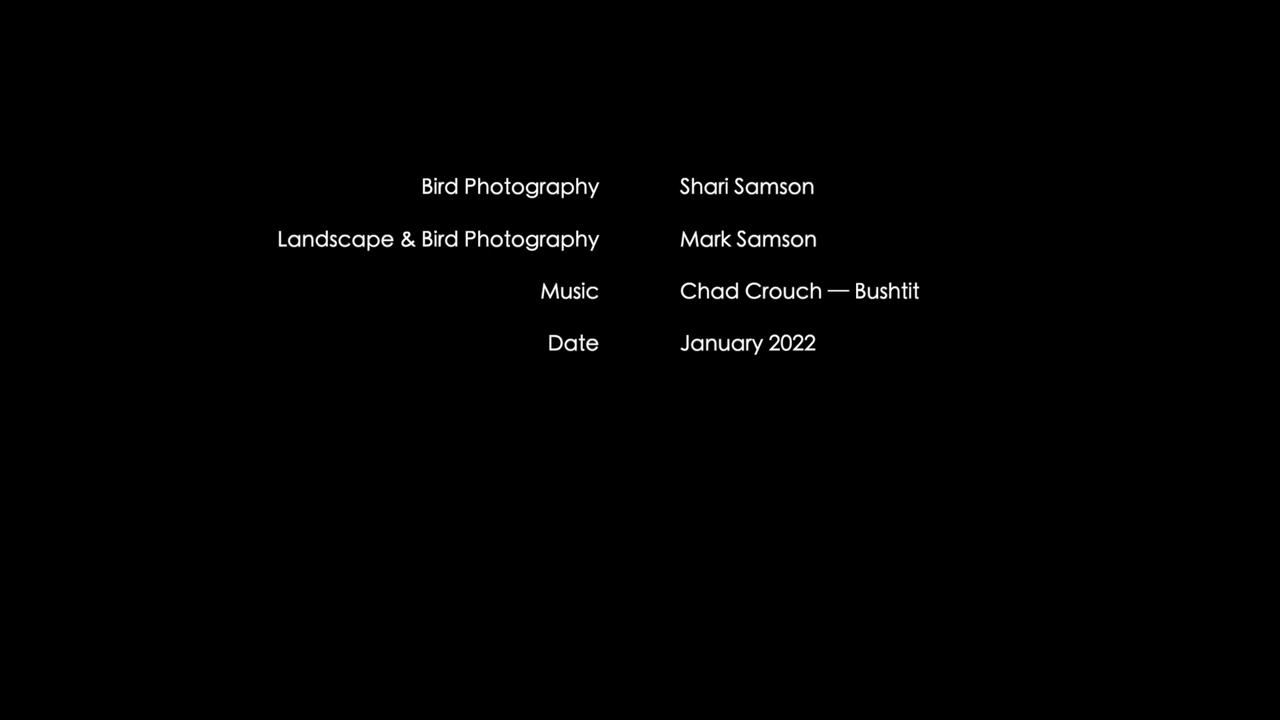 Bird Photography Shari Samson
Landscape & Bird Photography Mark Samson
Music Chad Crouch — Bushtit
Date January 2022